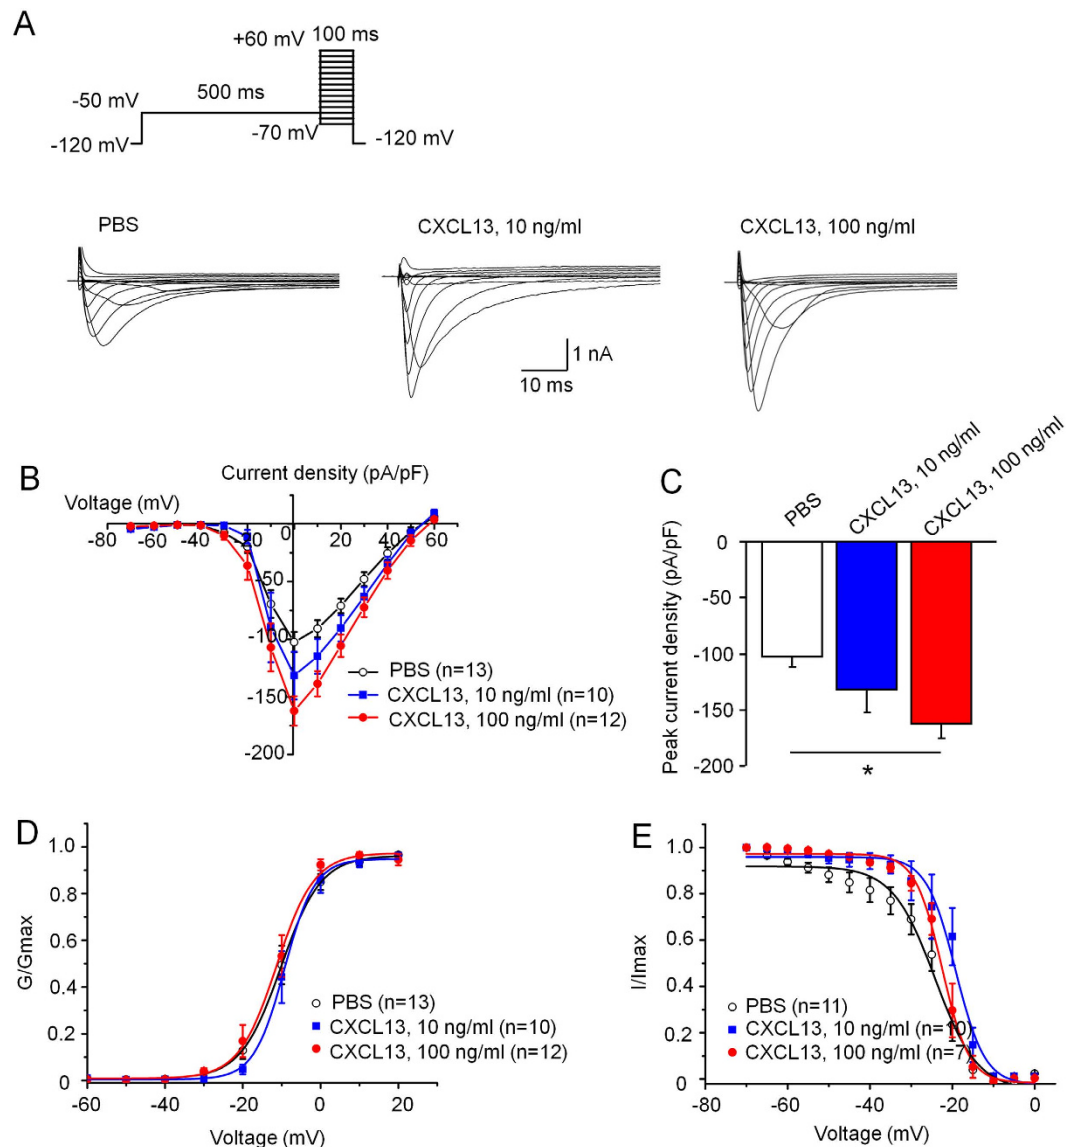 A
+60 mV 100 ms
-50 mV 500 ms
-70 mV
-120 mV -120 mV
PBS CXCL13, 10 ng/ml CXCL13, 100 ng/ml
1 nA
10 ms
B
Current density (pA/pF)
Voltage (mV)
-80 -60 -40 -20 0 20 40 60
-50
-100
-150
-200
PBS (n=13)
CXCL13, 10 ng/ml (n=10)
CXCL13, 100 ng/ml (n=12)
C
PBS
CXCL13, 10 ng/ml
CXCL13, 100 ng/ml
Peak current density (pA/pF)
0
-50
-100
-150
-200
*
D
G/Gmax
1.0
0.8
0.6
0.4
0.2
0
PBS (n=13)
CXCL13, 10 ng/ml (n=10)
CXCL13, 100 ng/ml (n=12)
-60 -40 -20 0 20
Voltage (mV)
E
I/Imax
1.0
0.8
0.6
0.4
0.2
0
PBS (n=11)
CXCL13, 10 ng/ml (n=10)
CXCL13, 100 ng/ml (n=7)
-80 -60 -40 -20 0
Voltage (mV)